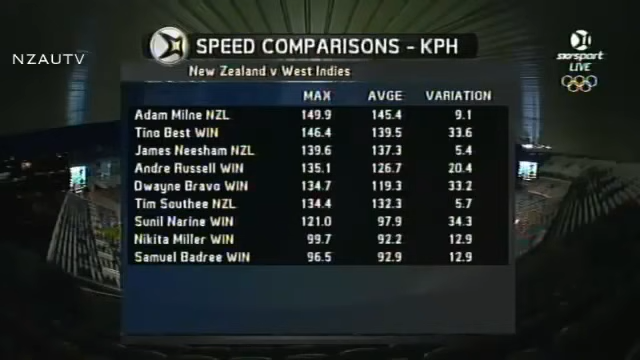 NZAUTV
SPEED COMPARISONS - KPH
sky sport
LIVE
New Zealand v West Indies
MAX AVGE VARIATION
Adam Milne NZL 149.9 145.4 9.1
Tino Best WIN 146.4 139.5 33.6
James Neesham NZL 139.6 137.3 5.4
Andre Russell WIN 135.1 126.7 20.4
Dwayne Bravo WIN 134.7 119.3 33.2
Tim Southee NZL 134.4 132.3 5.7
Sunil Narine WIN 121.0 97.9 34.3
Nikita Miller WIN 99.7 92.2 12.9
Samuel Badree WIN 96.5 92.9 12.9